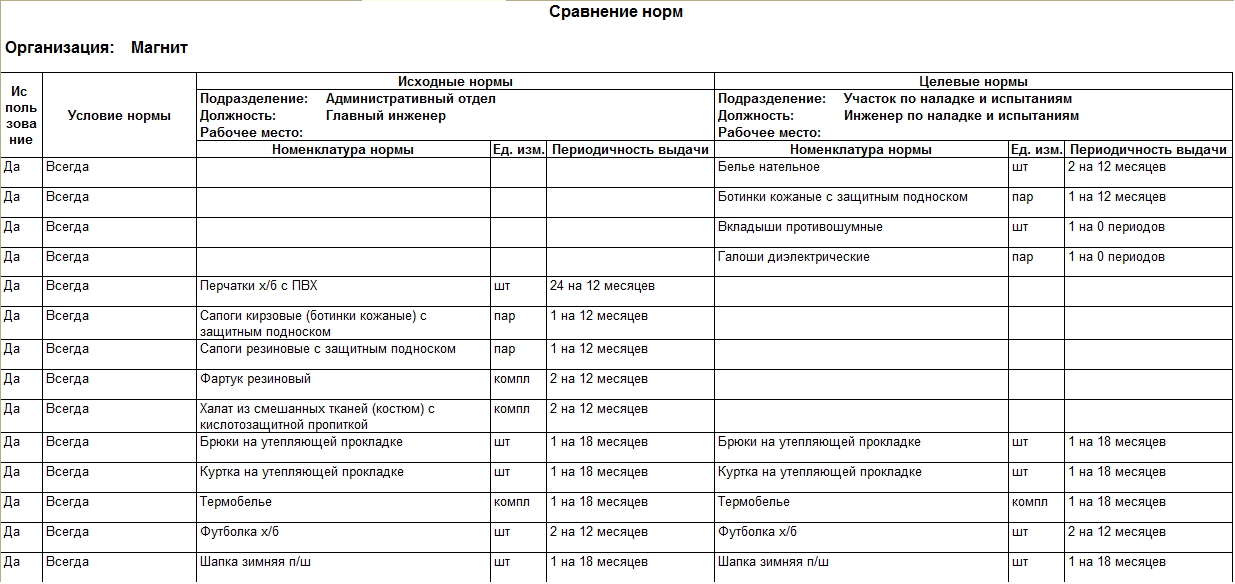 Сравнение норм
Организация: Магнит
Ис
поль
зова
ние
Условие нормы
Исходные нормы
Целевые нормы
Подразделение: Административный отдел
Должность: Главный инженер
Рабочее место:
Подразделение: Участок по наладке и испытаниям
Должность: Инженер по наладке и испытаниям
Рабочее место:
Номенклатура нормы Ед. изм. Периодичность выдачи Номенклатура нормы Ед. изм. Периодичность выдачи
Да Всегда Белье нательное шт 2 на 12 месяцев
Да Всегда Ботинки кожаные с защитным подноском пар 1 на 12 месяцев
Да Всегда Вкладыши противошумные шт 1 на 0 периодов
Да Всегда Галоши диэлектрические пар 1 на 0 периодов
Да Всегда Перчатки х/б с ПВХ шт 24 на 12 месяцев
Да Всегда Сапоги кирзовые (ботинки кожаные) с пар 1 на 12 месяцев
защитным подноском
Да Всегда Сапоги резиновые с защитным подноском пар 1 на 12 месяцев
Да Всегда Фартук резиновый компл 2 на 12 месяцев
Да Всегда Халат из смешанных тканей (костюм) с компл 2 на 12 месяцев
кислотозащитной пропиткой
Да Всегда Брюки на утепляющей прокладке шт 1 на 18 месяцев Брюки на утепляющей прокладке шт 1 на 18 месяцев
Да Всегда Куртка на утепляющей прокладке шт 1 на 18 месяцев Куртка на утепляющей прокладке шт 1 на 18 месяцев
Да Всегда Термобелье компл 1 на 18 месяцев Термобелье компл 1 на 18 месяцев
Да Всегда Футболка х/б шт 2 на 12 месяцев Футболка х/б шт 2 на 12 месяцев
Да Всегда Шапка зимняя п/ш шт 1 на 18 месяцев Шапка зимняя п/ш шт 1 на 18 месяцев